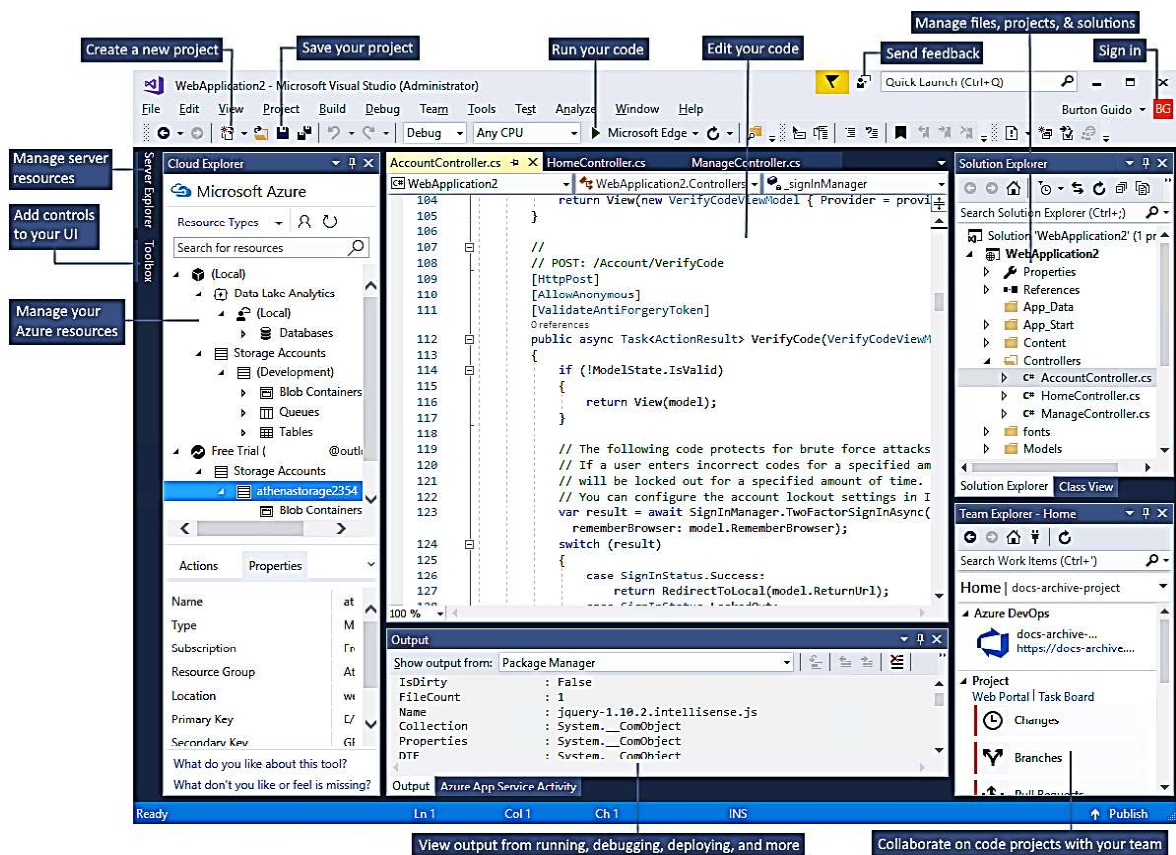 Manage files, projects, & solutions
Create a new project
Save your project
Run your code
Edit your code
Send feedback
Sign in
WebApplication2 - Microsoft Visual Studio (Administrator)
Quick Launch (Ctrl+Q)
File Edit View Project Build Debug Team Tools Test Analyze Window Help
Burton Guido BG
Debug Any CPU Microsoft Edge
Manage server resources
Add controls to your UI
Manage your Azure resources
Server Explorer
Toolbox
Cloud Explorer
Microsoft Azure
Resource Types
Search for resources
(Local)
Data Lake Analytics
(Local)
Databases
Storage Accounts
(Development)
Blob Containers
Queues
Tables
Free Trial ( @outl
Storage Accounts
athenastorage2354
Blob Containers
Actions Properties
Name at
Type M
Subscription Fr
Resource Group At
Location we
Primary Key
Secondary Key
What do you like about this tool?
What don't you like or feel is missing?
AccountController.cs HomeController.cs ManageController.cs
C# WebApplication2 WebApplication2.Controllers _signInManager
104 return View(new VerifyCodeViewModel { Provider = provi
105 }
106
107 //
108 // POST: /Account/VerifyCode
109 [HttpPost]
110 [AllowAnonymous]
111 [ValidateAntiForgeryToken]
0 references
112 public async Task<ActionResult> VerifyCode(VerifyCodeViewM
113 {
114 if (!ModelState.IsValid)
115 {
116 return View(model);
117 }
118
119 // The following code protects for brute force attacks
120 // If a user enters incorrect codes for a specified am
121 // will be locked out for a specified amount of time.
122 // You can configure the account lockout settings in I
123 var result = await SignInManager.TwoFactorSignInAsync(
rememberBrowser: model.RememberBrowser);
124 switch (result)
125 {
126 case SignInStatus.Success:
127 return RedirectToLocal(model.ReturnUrl);
128 case SignInStatus.LockedOut:
100 %
Output
Show output from: Package Manager
IsDirty : False
FileCount : 1
Name : jquery-1.10.2.intellisense.js
Collection : System.__ComObject
Properties : System.__ComObject
DTE : System.__ComObject
Output Azure App Service Activity
Solution Explorer
Search Solution Explorer (Ctrl+;)
Solution 'WebApplication2' (1 pr
WebApplication2
Properties
References
App_Data
App_Start
Content
Controllers
C# AccountController.cs
C# HomeController.cs
C# ManageController.cs
fonts
Models
Solution Explorer Class View
Team Explorer - Home
Search Work Items (Ctrl+')
Home | docs-archive-project
Azure DevOps
docs-archive-...
https://docs-archive....
Project
Web Portal | Task Board
Changes
Branches
Pull Requests
Ready Ln 1 Col 1 Ch 1 INS Publish
View output from running, debugging, deploying, and more
Collaborate on code projects with your team